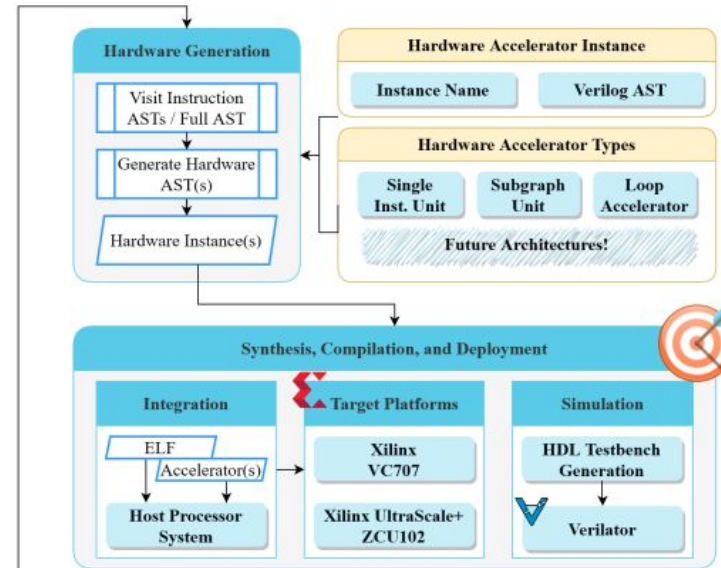 Hardware Generation
Visit Instruction
ASTs / Full AST
Generate Hardware
AST(s)
Hardware Instance(s)
Hardware Accelerator Instance
Instance Name
Verilog AST
Hardware Accelerator Types
Single
Inst. Unit
Subgraph
Unit
Loop
Accelerator
Future Architectures!
Synthesis, Compilation, and Deployment
Integration
ELF
Accelerator(s)
Host Processor
System
Target Platforms
Xilinx
VC707
Xilinx UltraScale+
ZCU102
Simulation
HDL Testbench
Generation
Verilator